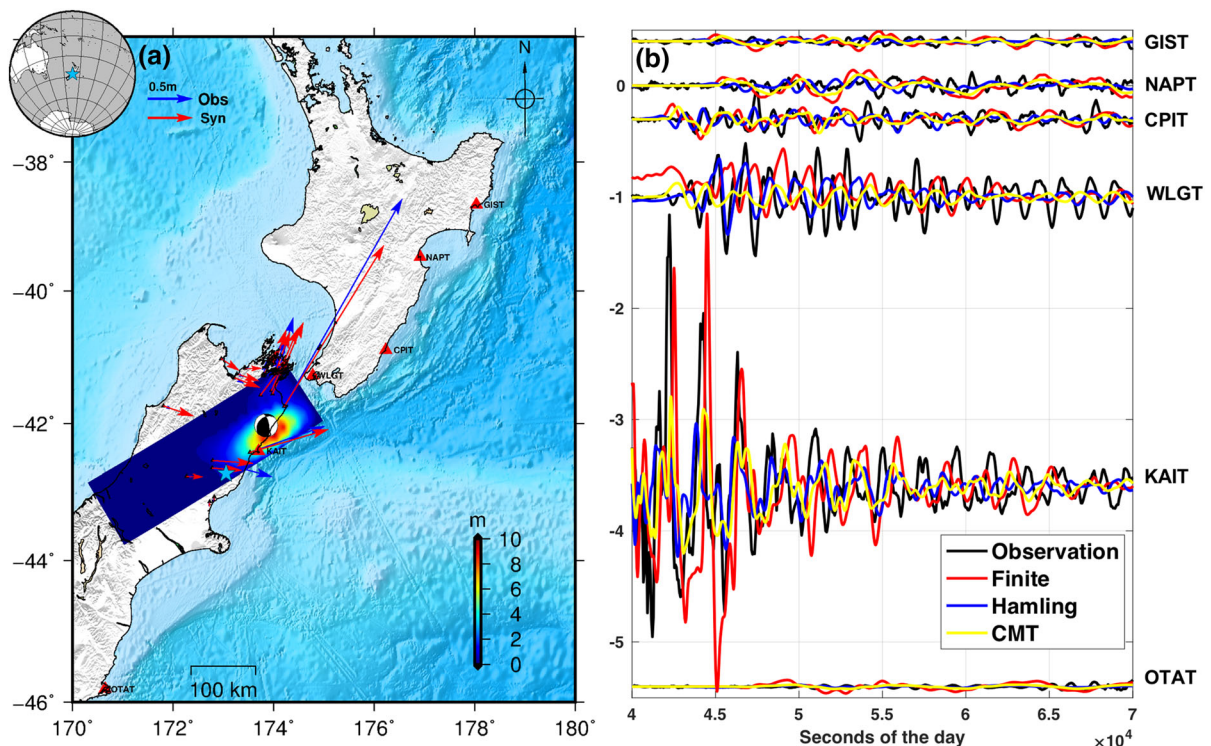 (a)
0.5m
Obs
Syn
N
GIST
NAPT
CPIT
WLGT
KAIT
OTAT
m
10
8
6
4
2
0
100 km
−38˚
−40˚
−42˚
−44˚
−46˚
170˚ 172˚ 174˚ 176˚ 178˚ 180˚
(b)
GIST
NAPT
CPIT
WLGT
KAIT
OTAT
0
-1
-2
-3
-4
-5
Observation
Finite
Hamling
CMT
4 4.5 5 5.5 6 6.5 7
Seconds of the day
×10⁴